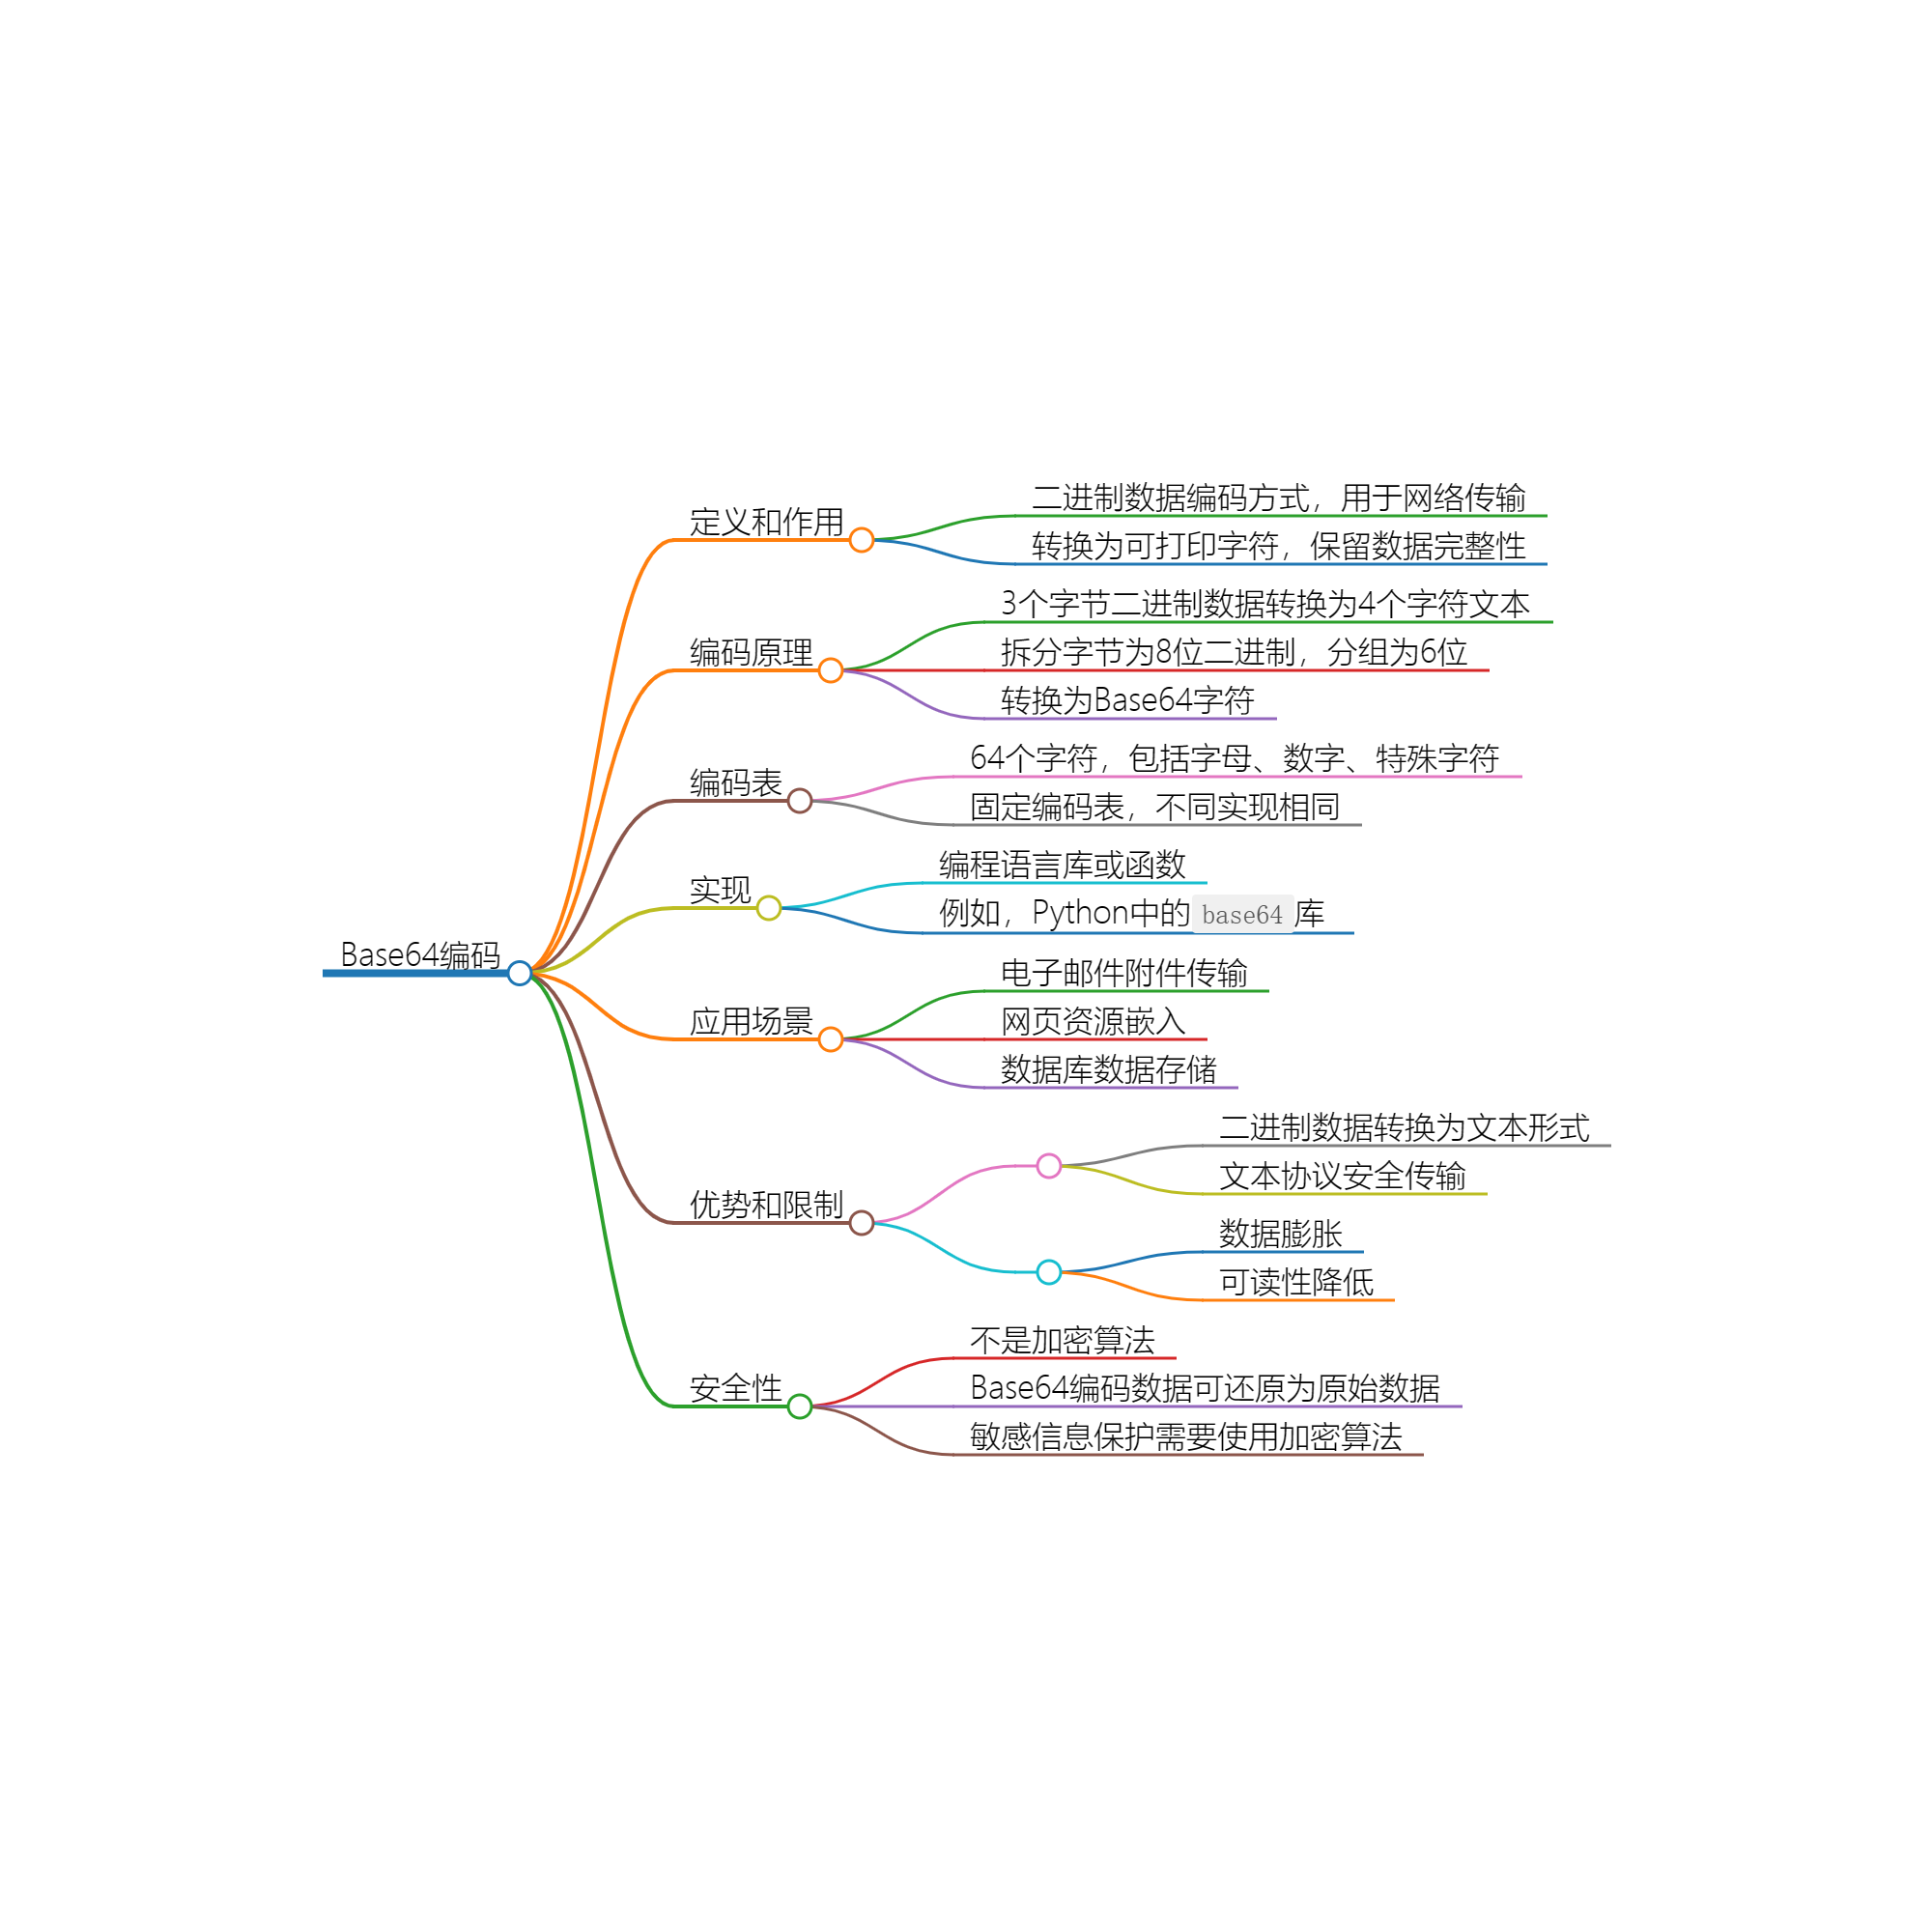 Base64编码
定义和作用
二进制数据编码方式，用于网络传输
转换为可打印字符，保留数据完整性
编码原理
3个字节二进制数据转换为4个字符文本
拆分字节为8位二进制，分组为6位
转换为Base64字符
编码表
64个字符，包括字母、数字、特殊字符
固定编码表，不同实现相同
实现
编程语言库或函数
例如，Python中的base64库
应用场景
电子邮件附件传输
网页资源嵌入
数据库数据存储
优势和限制
二进制数据转换为文本形式
文本协议安全传输
数据膨胀
可读性降低
安全性
不是加密算法
Base64编码数据可还原为原始数据
敏感信息保护需要使用加密算法